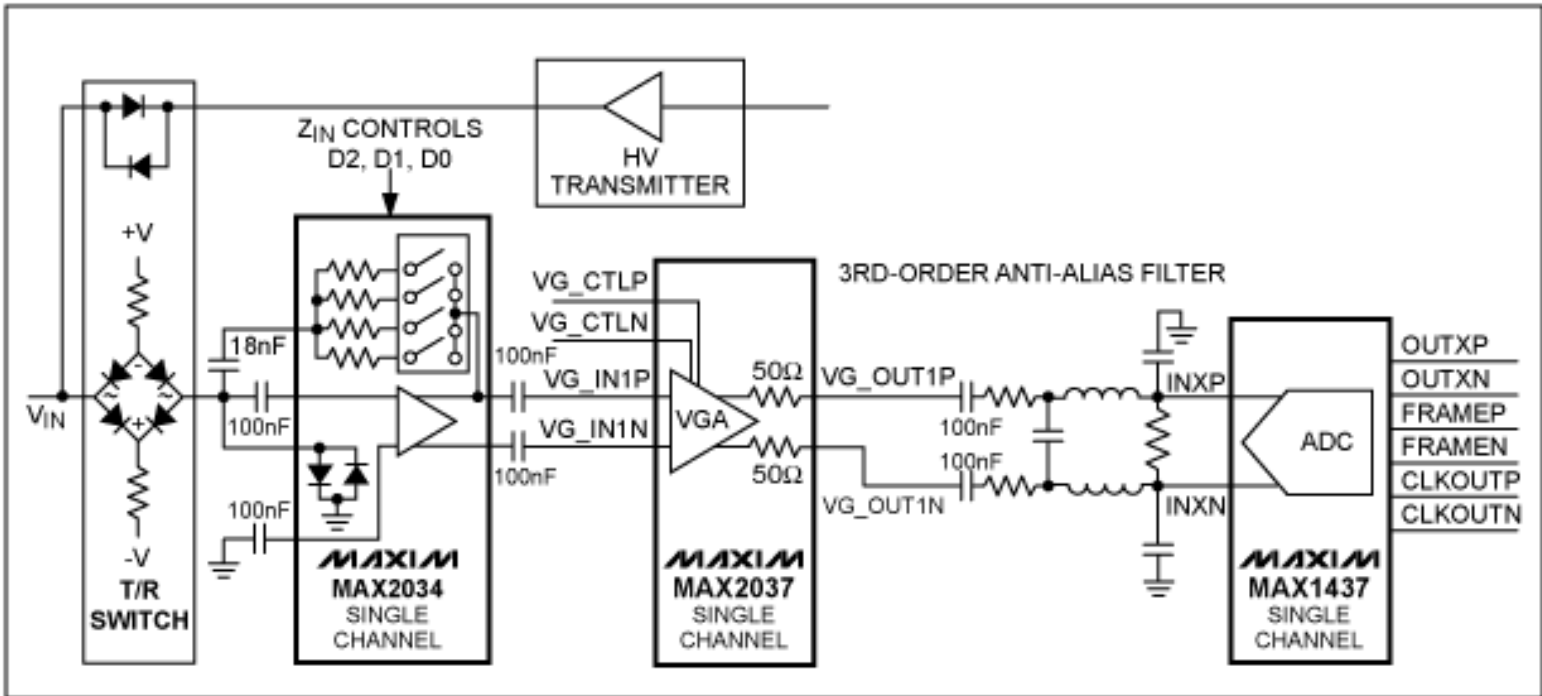 Z_IN CONTROLS
D2, D1, D0
HV
TRANSMITTER
+V
-
~
~
+
V_IN
-V
T/R
SWITCH
18nF
100nF
100nF
MAXIM
MAX2034
SINGLE
CHANNEL
100nF
100nF
VG_CTLP
VG_CTLN
VG_IN1P
VG_IN1N
VGA
50Ω
50Ω
MAXIM
MAX2037
SINGLE
CHANNEL
3RD-ORDER ANTI-ALIAS FILTER
VG_OUT1P
VG_OUT1N
100nF
100nF
INXP
INXN
ADC
MAXIM
MAX1437
SINGLE
CHANNEL
OUTXP
OUTXN
FRAMEP
FRAMEN
CLKOUTP
CLKOUTN